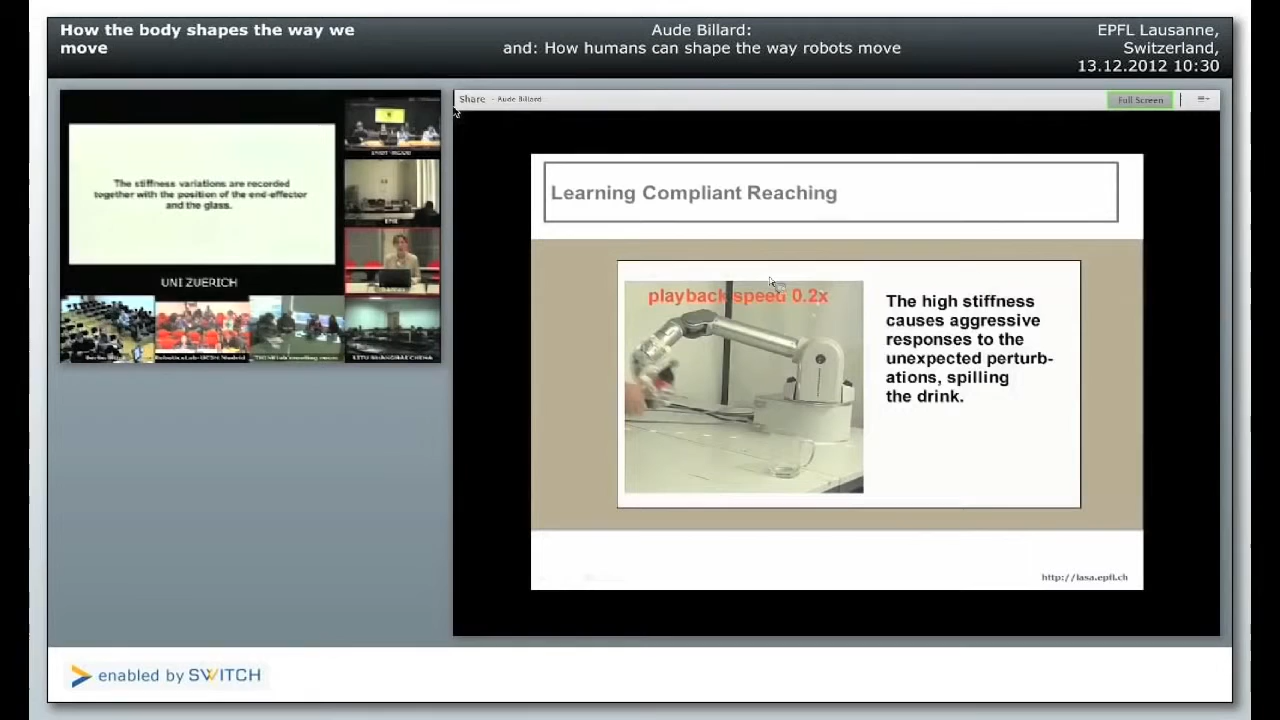 How the body shapes the way we
move
Aude Billard:
and: How humans can shape the way robots move
EPFL Lausanne,
Switzerland,
13.12.2012 10:30
The stiffness variations are recorded
together with the position of the end-effector
and the glass.
UNI ZUERICH
Share - Aude Billard
Full Screen
Learning Compliant Reaching
playback speed 0.2x
The high stiffness
causes aggressive
responses to the
unexpected perturb-
ations, spilling
the drink.
http://lasa.epfl.ch
enabled by SWITCH